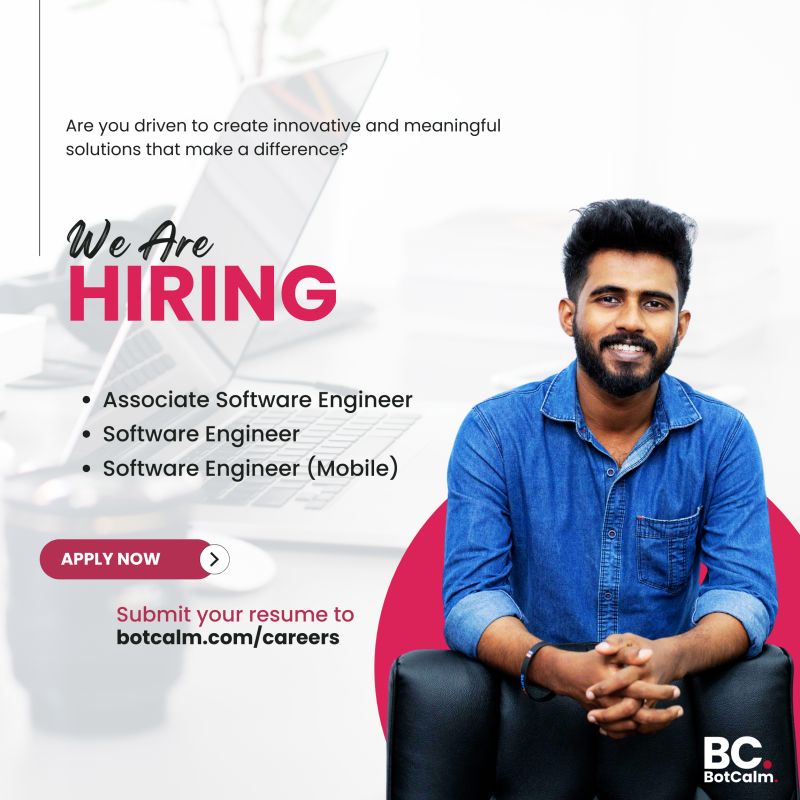 Are you driven to create innovative and meaningful
solutions that make a difference?
We Are
HIRING
• Associate Software Engineer
• Software Engineer
• Software Engineer (Mobile)
APPLY NOW
Submit your resume to
botcalm.com/careers
BC.
BotCalm.